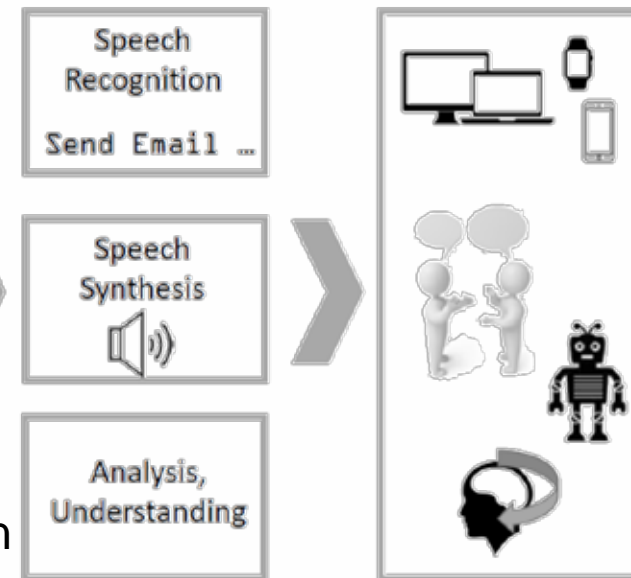 Speech
Recognition
Send Email …
Speech
Synthesis
Analysis,
Understanding